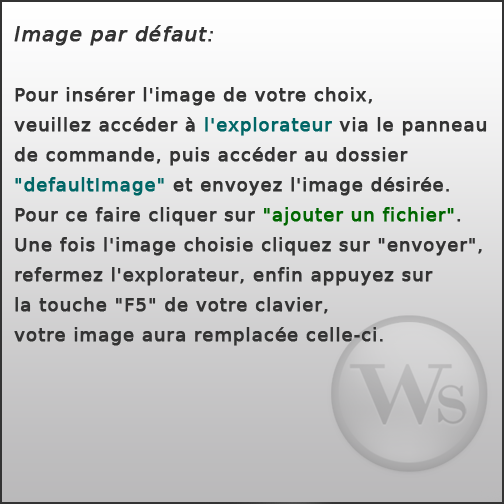 Image par défaut:
Pour insérer l'image de votre choix,
veuillez accéder à l'explorateur via le panneau
de commande, puis accéder au dossier
"defaultImage" et envoyez l'image désirée.
Pour ce faire cliquer sur "ajouter un fichier".
Une fois l'image choisie cliquez sur "envoyer",
refermez l'explorateur, enfin appuyez sur
la touche "F5" de votre clavier,
votre image aura remplacée celle-ci.
Ws